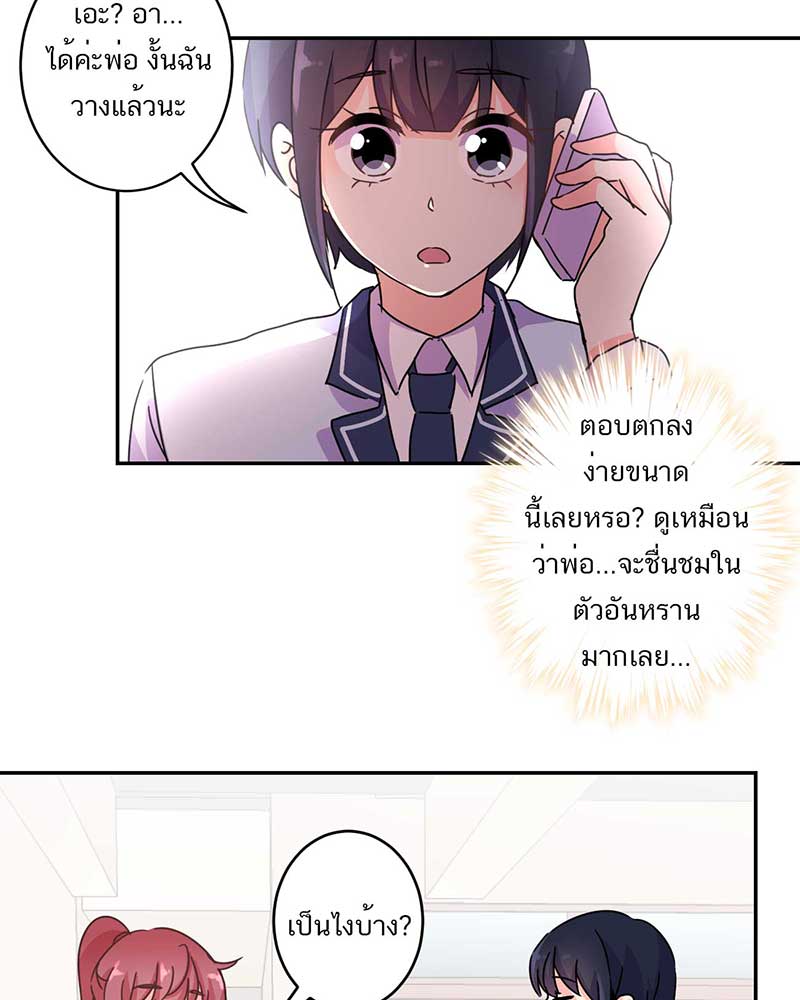 เอะ? อา...
ได้ค่ะพ่อ งั้นฉัน
วางแล้วนะ
ตอบตกลง
ง่ายขนาด
นี้เลยหรอ? ดูเหมือน
ว่าพ่อ...จะชื่นชมใน
ตัวอันหราน
มากเลย...
เป็นไงบ้าง?